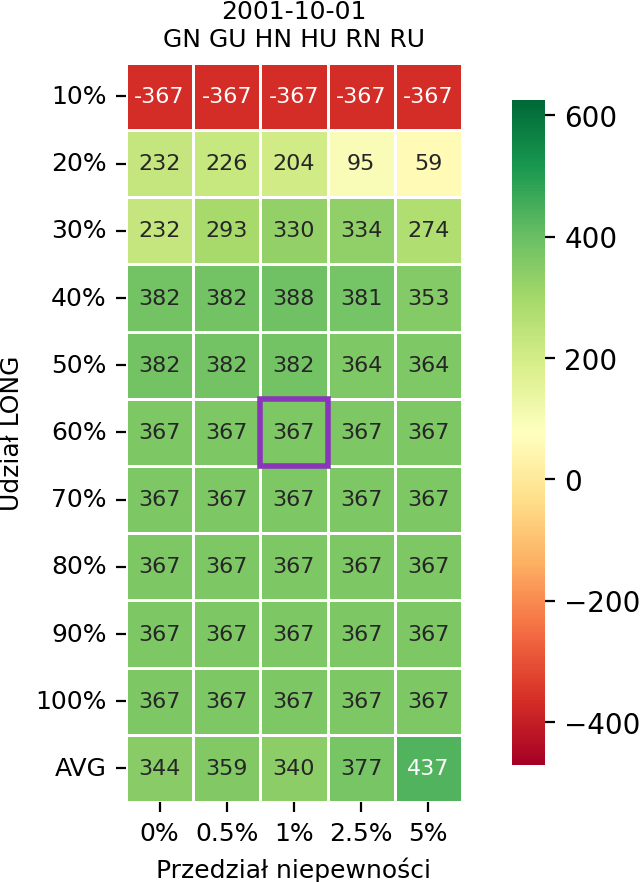 2001-10-01
GN GU HN HU RN RU
Udział LONG
10% -367 -367 -367 -367 -367
20% 232 226 204 95 59
30% 232 293 330 334 274
40% 382 382 388 381 353
50% 382 382 382 364 364
60% 367 367 367 367 367
70% 367 367 367 367 367
80% 367 367 367 367 367
90% 367 367 367 367 367
100% 367 367 367 367 367
AVG 344 359 340 377 437
0% 0.5% 1% 2.5% 5%
Przedział niepewności
600
400
200
0
−200
−400